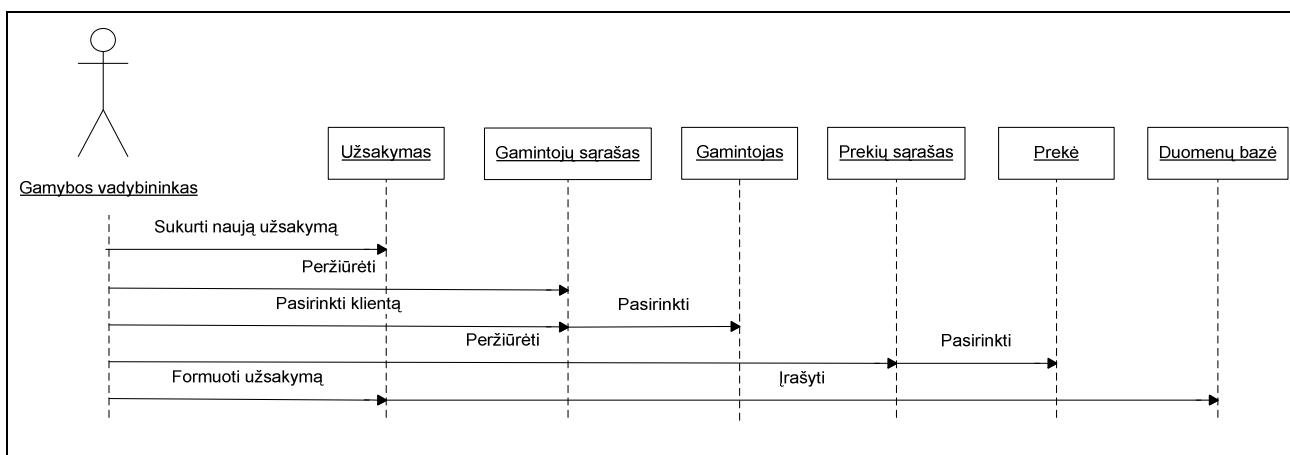 Užsakymas
Gamintojų sąrašas
Gamintojas
Prekių sąrašas
Prekė
Duomenų bazė
Gamybos vadybininkas
Sukurti naują užsakymą
Peržiūrėti
Pasirinkti klientą
Pasirinkti
Peržiūrėti
Pasirinkti
Formuoti užsakymą
Įrašyti